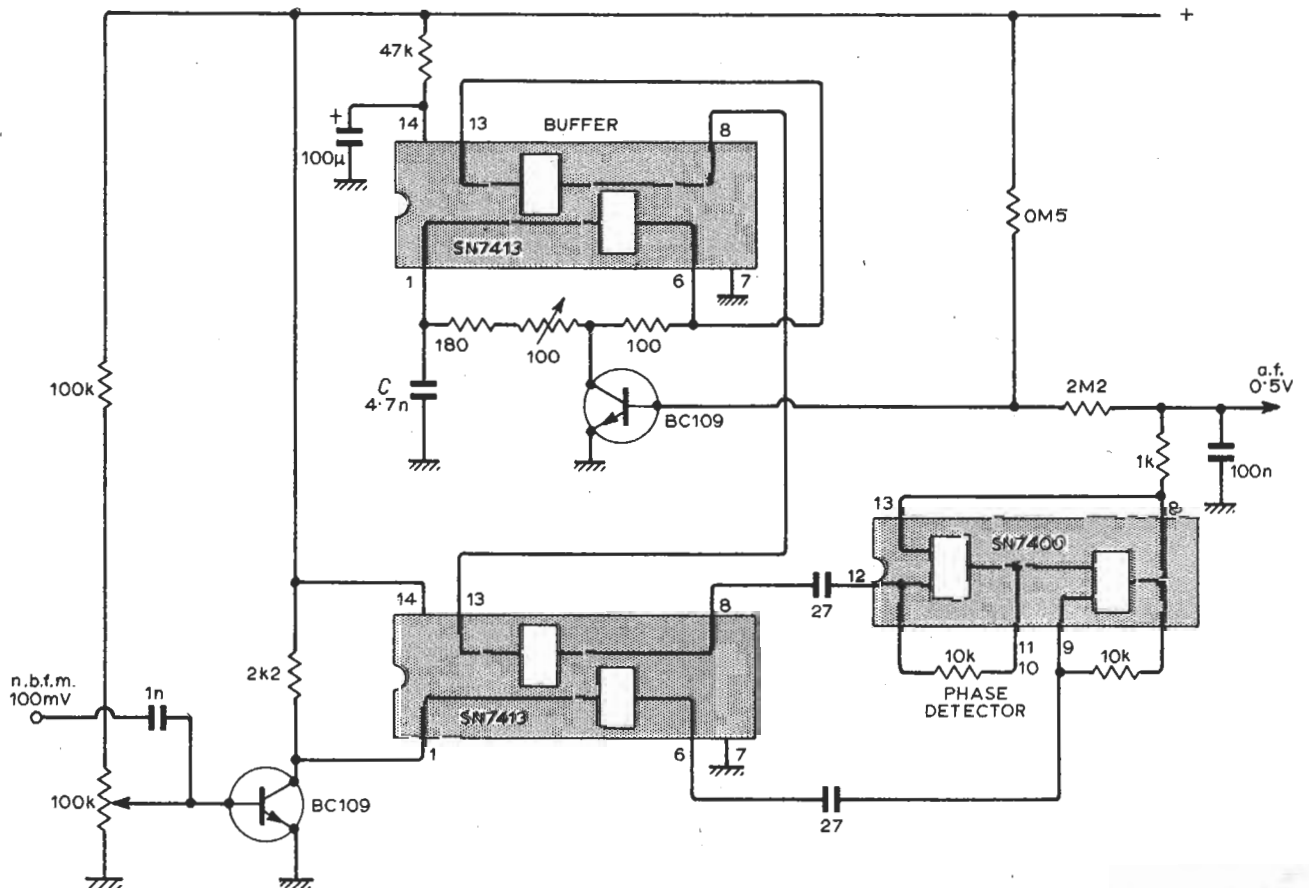 +
47k
+
100µ
14
13
BUFFER
8
SN7413
1
6
7
0M5
180
100
100
C
4·7n
BC109
2M2
a.f.
0·5V
1k
100n
100k
13
8
SN7400
12
27
11
10
9
10k
10k
PHASE
DETECTOR
14
13
8
2k2
SN7413
1
6
7
n.b.f.m.
100mV
1n
100k
BC109
27